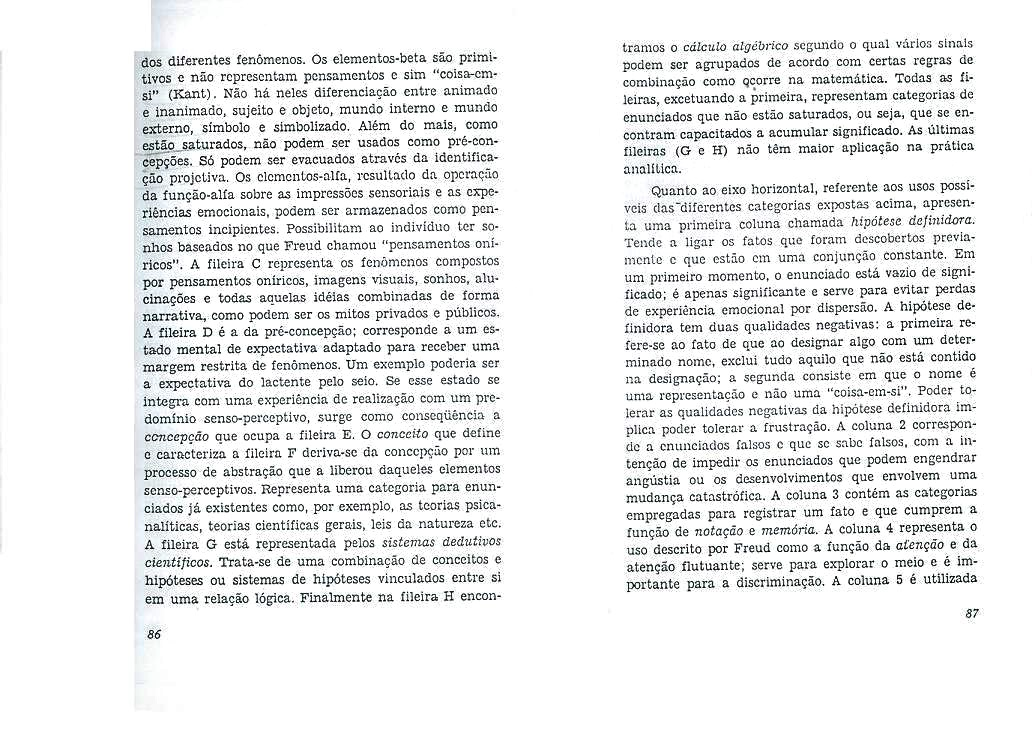 dos diferentes fenômenos. Os elementos-beta são primi-
tivos e não representam pensamentos e sim "coisa-em-
si" (Kant). Não há neles diferenciação entre animado
e inanimado, sujeito e objeto, mundo interno e mundo
externo, símbolo e simbolizado. Além do mais, como
estão saturados, não podem ser usados como pré-con-
cepções. Só podem ser evacuados através da identifica-
ção projetiva. Os elementos-alfa, resultado da operação
da função-alfa sobre as impressões sensoriais e as expe-
riências emocionais, podem ser armazenados como pen-
samentos incipientes. Possibilitam ao indivíduo ter so-
nhos baseados no que Freud chamou "pensamentos oní-
ricos". A fileira C representa os fenômenos compostos
por pensamentos oníricos, imagens visuais, sonhos, alu-
cinações e todas aquelas idéias combinadas de forma
narrativa, como podem ser os mitos privados e públicos.
A fileira D é a da pré-concepção; corresponde a um es-
tado mental de expectativa adaptado para receber uma
margem restrita de fenômenos. Um exemplo poderia ser
a expectativa do lactente pelo seio. Se esse estado se
integra com uma experiência de realização com um pre-
domínio senso-perceptivo, surge como conseqüência a
concepção que ocupa a fileira E. O conceito que define
e caracteriza a fileira F deriva-se da concepção por um
processo de abstração que a liberou daqueles elementos
senso-perceptivos. Representa uma categoria para enun-
ciados já existentes como, por exemplo, as teorias psica-
nalíticas, teorias científicas gerais, leis da natureza etc.
A fileira G está representada pelos sistemas dedutivos
científicos. Trata-se de uma combinação de conceitos e
hipóteses ou sistemas de hipóteses vinculados entre si
em uma relação lógica. Finalmente na fileira H encon-
86
tramos o cálculo algébrico segundo o qual vários sinais
podem ser agrupados de acordo com certas regras de
combinação como ocorre na matemática. Todas as fi-
leiras, excetuando a primeira, representam categorias de
enunciados que não estão saturados, ou seja, que se en-
contram capacitados a acumular significado. As últimas
fileiras (G e H) não têm maior aplicação na prática
analítica.
Quanto ao eixo horizontal, referente aos usos possí-
veis das diferentes categorias expostas acima, apresen-
ta uma primeira coluna chamada hipótese definidora.
Tende a ligar os fatos que foram descobertos previa-
mente e que estão em uma conjunção constante. Em
um primeiro momento, o enunciado está vazio de signi-
ficado; é apenas significante e serve para evitar perdas
de experiência emocional por dispersão. A hipótese de-
finidora tem duas qualidades negativas: a primeira re-
fere-se ao fato de que ao designar algo com um deter-
minado nome, exclui tudo aquilo que não está contido
na designação; a segunda consiste em que o nome é
uma representação e não uma "coisa-em-si". Poder to-
lerar as qualidades negativas da hipótese definidora im-
plica poder tolerar a frustração. A coluna 2 correspon-
de a enunciados falsos e que se sabe falsos, com a in-
tenção de impedir os enunciados que podem engendrar
angústia ou os desenvolvimentos que envolvem uma
mudança catastrófica. A coluna 3 contém as categorias
empregadas para registrar um fato e que cumprem a
função de notação e memória. A coluna 4 representa o
uso descrito por Freud como a função da atenção e da
atenção flutuante; serve para explorar o meio e é im-
portante para a discriminação. A coluna 5 é utilizada
87